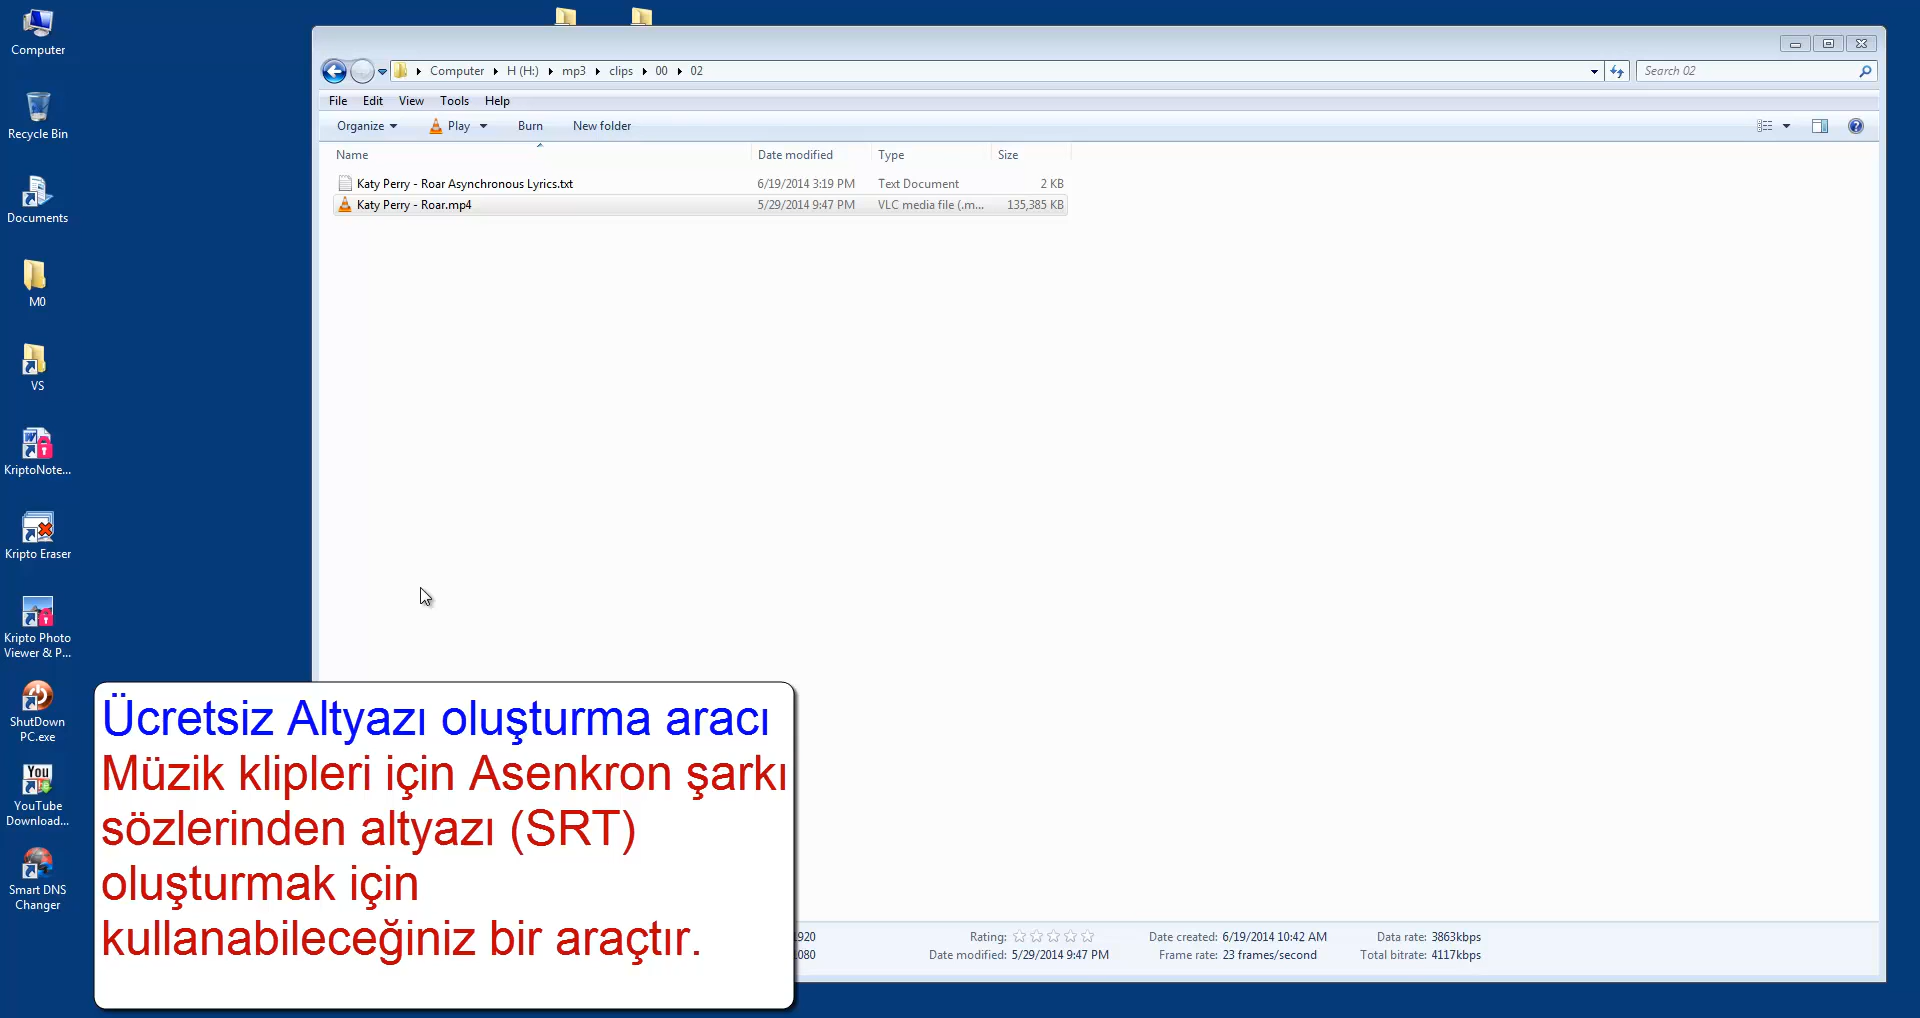 Computer
Recycle Bin
Documents
M0
VS
KriptoNote...
Kripto Eraser
Kripto Photo
Viewer & P...
ShutDown
PC.exe
You
YouTube
Download...
Smart DNS
Changer
Computer H (H:) mp3 clips 00 02
Search 02
File Edit View Tools Help
Organize Play Burn New folder
Name Date modified Type Size
Katy Perry - Roar Asynchronous Lyrics.txt 6/19/2014 3:19 PM Text Document 2 KB
Katy Perry - Roar.mp4 5/29/2014 9:47 PM VLC media file (.m... 135,385 KB
Ücretsiz Altyazı oluşturma aracı
Müzik klipleri için Asenkron şarkı
sözlerinden altyazı (SRT)
oluşturmak için
kullanabileceğiniz bir araçtır.
1920 Rating: Date created: 6/19/2014 10:42 AM Data rate: 3863kbps
1080 Date modified: 5/29/2014 9:47 PM Frame rate: 23 frames/second Total bitrate: 4117kbps